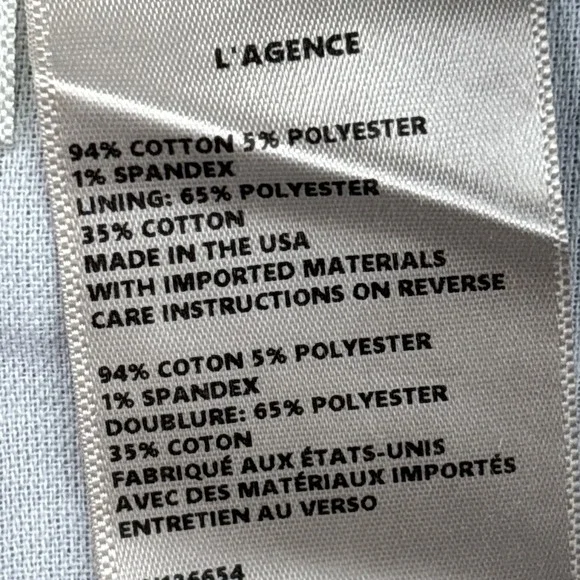 L'AGENCE
94% COTTON 5% POLYESTER
1% SPANDEX
LINING: 65% POLYESTER
35% COTTON
MADE IN THE USA
WITH IMPORTED MATERIALS
CARE INSTRUCTIONS ON REVERSE
94% COTON 5% POLYESTER
1% SPANDEX
DOUBLURE: 65% POLYESTER
35% COTON
FABRIQUÉ AUX ÉTATS-UNIS
AVEC DES MATÉRIAUX IMPORTÉS
ENTRETIEN AU VERSO